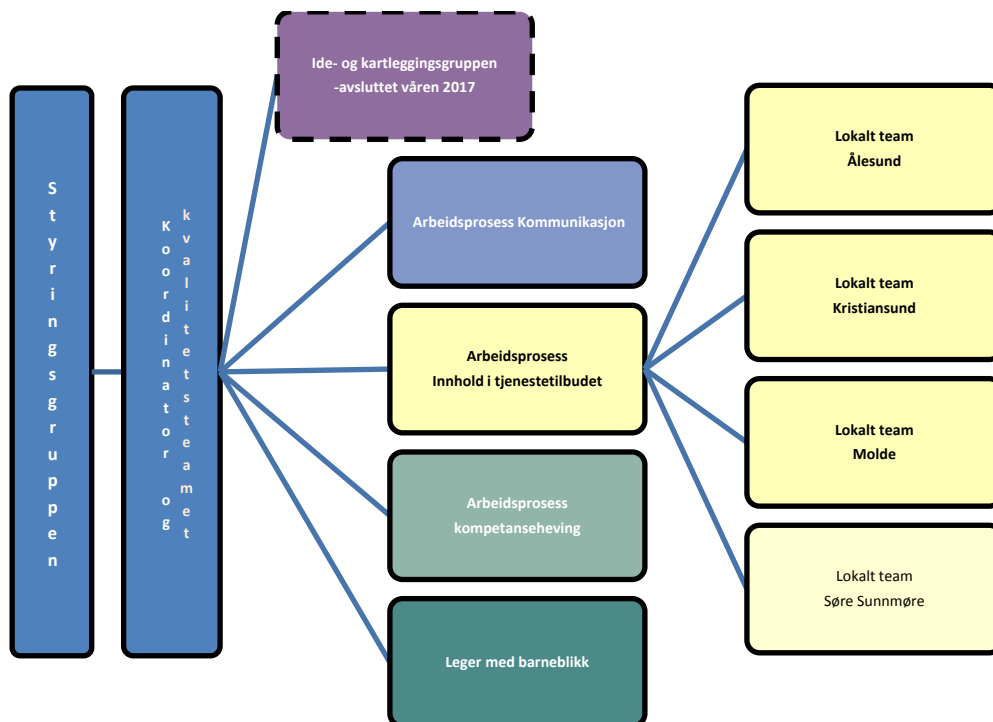 Styringsgruppen
Koordinator og
kvalitetsteamet
Ide- og kartleggingsgruppen
-avsluttet våren 2017
Arbeidsprosess Kommunikasjon
Arbeidsprosess
Innhold i tjenestetilbudet
Arbeidsprosess
kompetanseheving
Leger med barneblikk
Lokalt team
Ålesund
Lokalt team
Kristiansund
Lokalt team
Molde
Lokalt team
Søre Sunnmøre